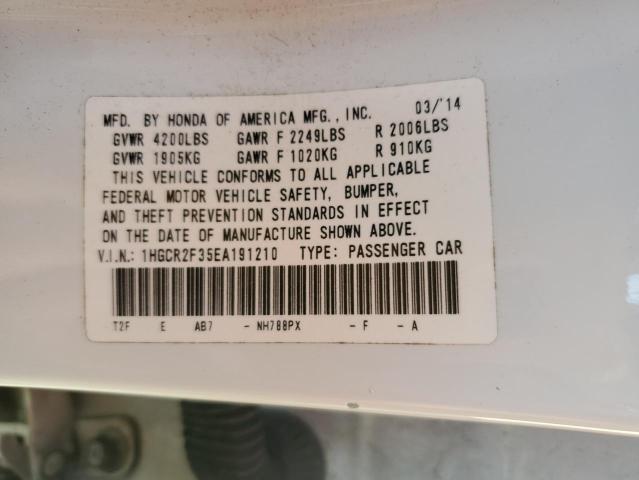 MFD. BY HONDA OF AMERICA MFG., INC. 03/'14
GVWR 4200LBS GAWR F 2249LBS R 2006LBS
GVWR 1905KG GAWR F 1020KG R 910KG
THIS VEHICLE CONFORMS TO ALL APPLICABLE
FEDERAL MOTOR VEHICLE SAFETY, BUMPER,
AND THEFT PREVENTION STANDARDS IN EFFECT
ON THE DATE OF MANUFACTURE SHOWN ABOVE.
V.I.N.: 1HGCR2F35EA191210 TYPE: PASSENGER CAR
T2F E AB7 - NH788PX - F - A